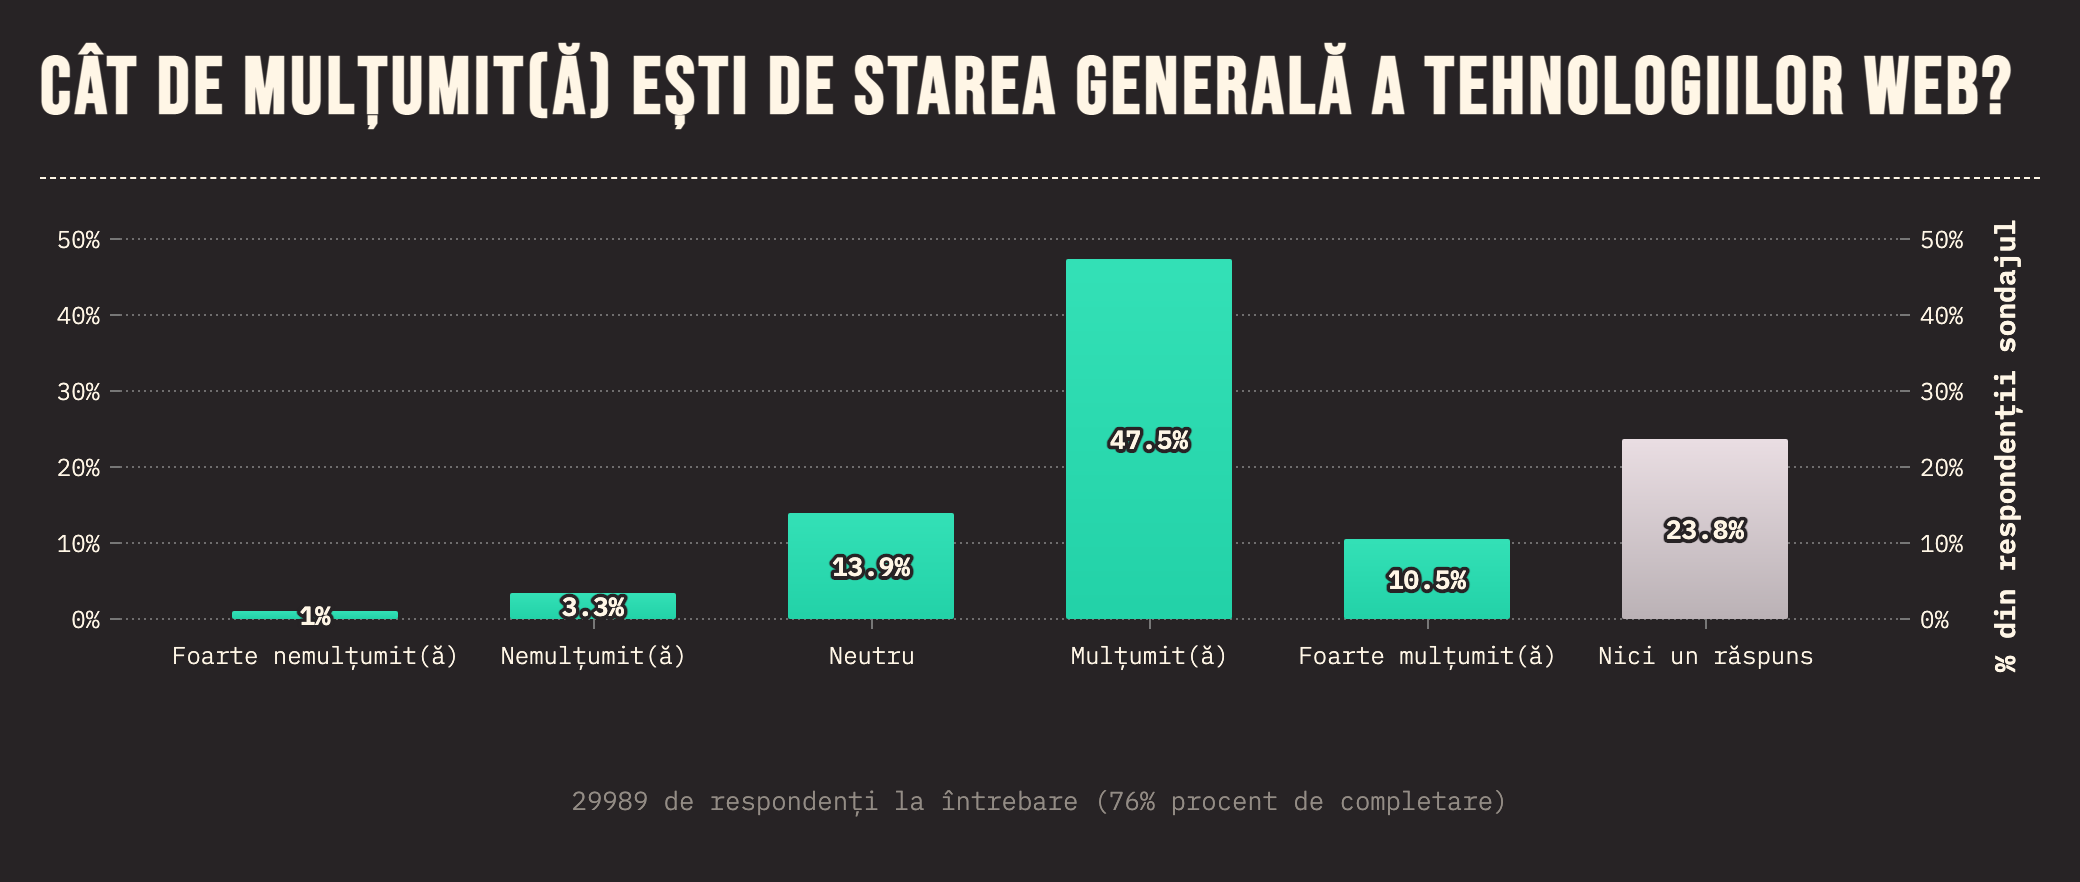 CÂT DE MULȚUMIT(Ă) EȘTI DE STAREA GENERALĂ A TEHNOLOGIILOR WEB?
50% 50%
40% 40%
30% 30%
20% 20%
10% 10%
0% 0%
1% 3.3% 13.9% 47.5% 10.5% 23.8%
Foarte nemulțumit(ă) Nemulțumit(ă) Neutru Mulțumit(ă) Foarte mulțumit(ă) Nici un răspuns
% din respondenții sondajul
29989 de respondenți la întrebare (76% procent de completare)